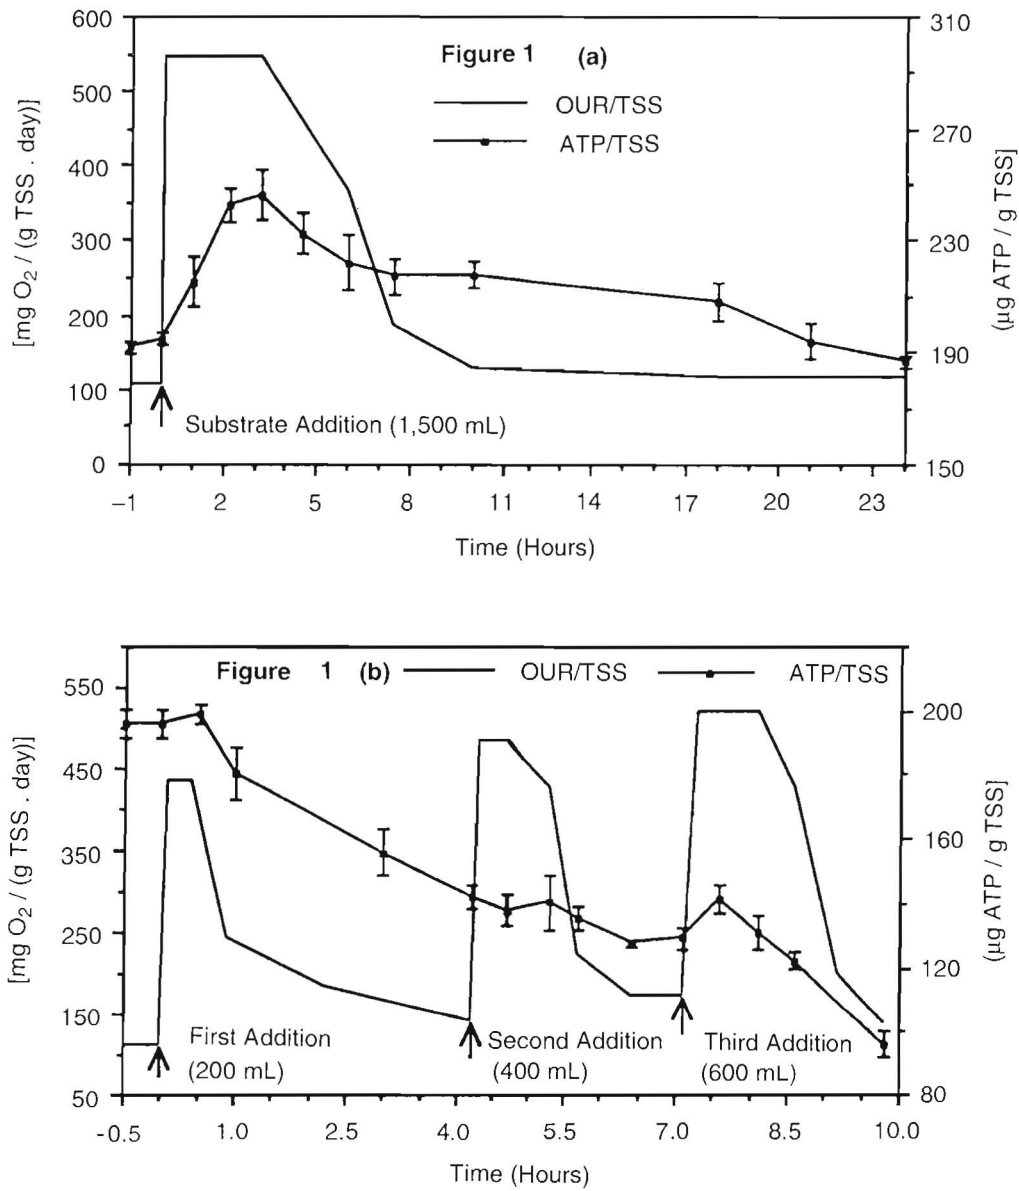 Figure 1 (a)
OUR/TSS
ATP/TSS
[mg O2 / (g TSS . day)]
600
500
400
300
200
100
0
310
270
230
190
150
(µg ATP / g TSS]
Substrate Addition (1,500 mL)
–1 2 5 8 11 14 17 20 23
Time (Hours)
Figure 1 (b) OUR/TSS ATP/TSS
[mg O2 / (g TSS . day)]
550
450
350
250
150
50
200
160
120
80
(µg ATP / g TSS]
First Addition
(200 mL)
Second Addition
(400 mL)
Third Addition
(600 mL)
-0.5 1.0 2.5 4.0 5.5 7.0 8.5 10.0
Time (Hours)